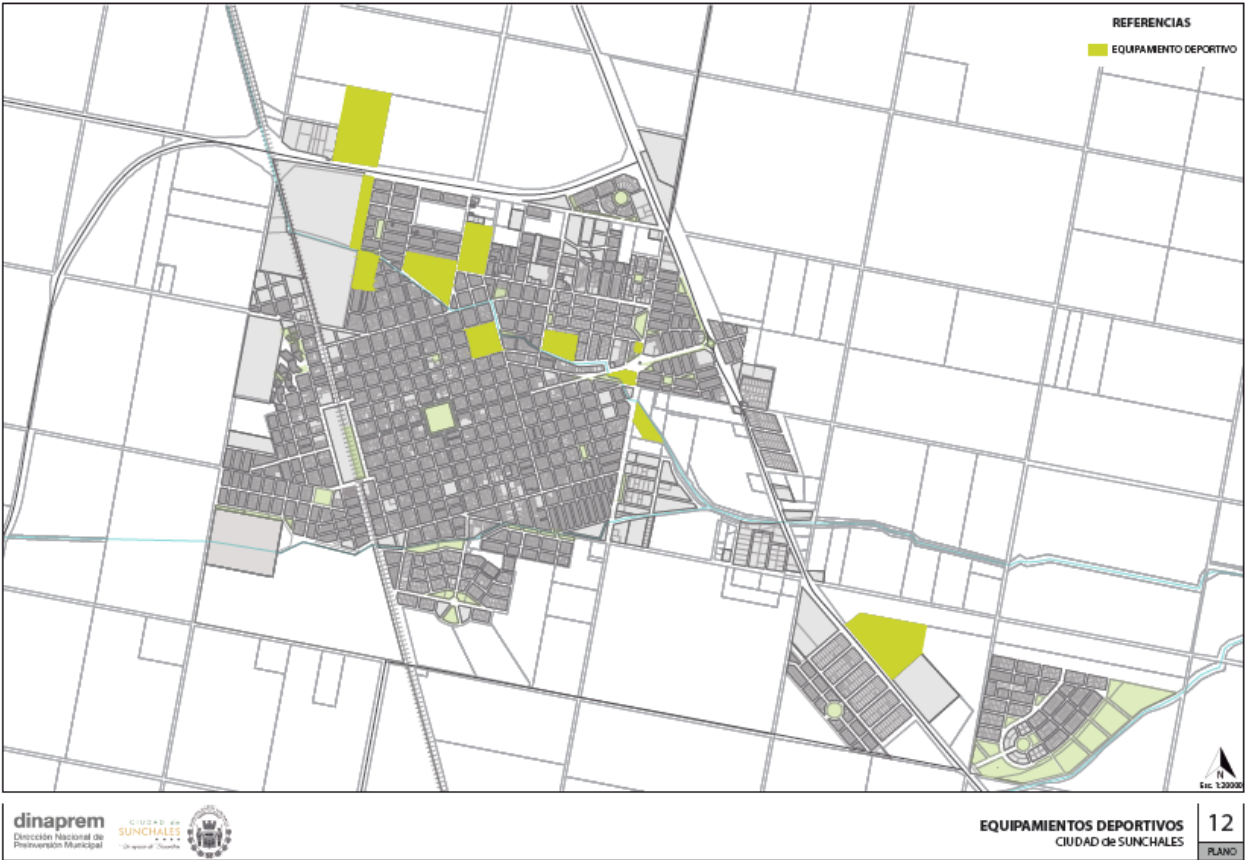 REFERENCIAS
EQUIPAMIENTO DEPORTIVO
N
Esc. 1:20000
dinaprem
Dirección Nacional de
Preinversión Municipal
CIUDAD de
SUNCHALES
EQUIPAMIENTOS DEPORTIVOS
CIUDAD de SUNCHALES
12
PLANO